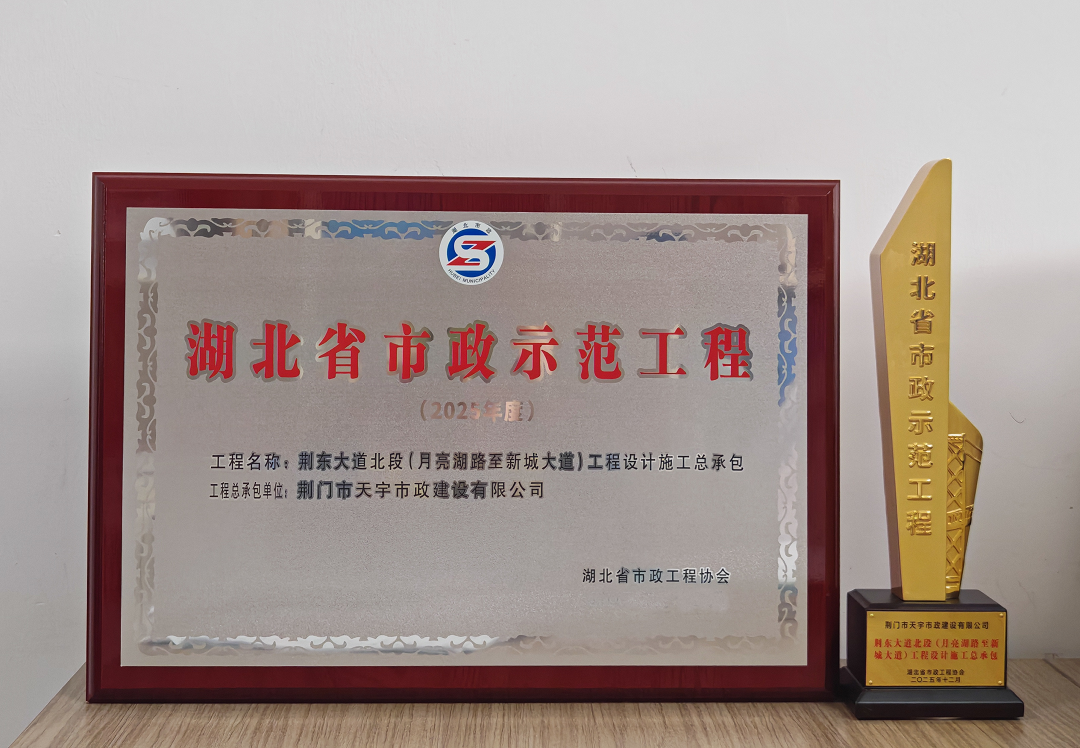 湖北市政
HUBEI MUNICIPALITY
湖北省市政示范工程
（2025年度）
工程名称：荆东大道北段（月亮湖路至新城大道）工程设计施工总承包
工程总承包单位：荆门市天宇市政建设有限公司
湖北省市政工程协会
湖北省市政示范工程
荆门市天宇市政建设有限公司
荆东大道北段（月亮湖路至新
城大道）工程设计施工总承包
湖北省市政工程协会
二〇二五年十二月